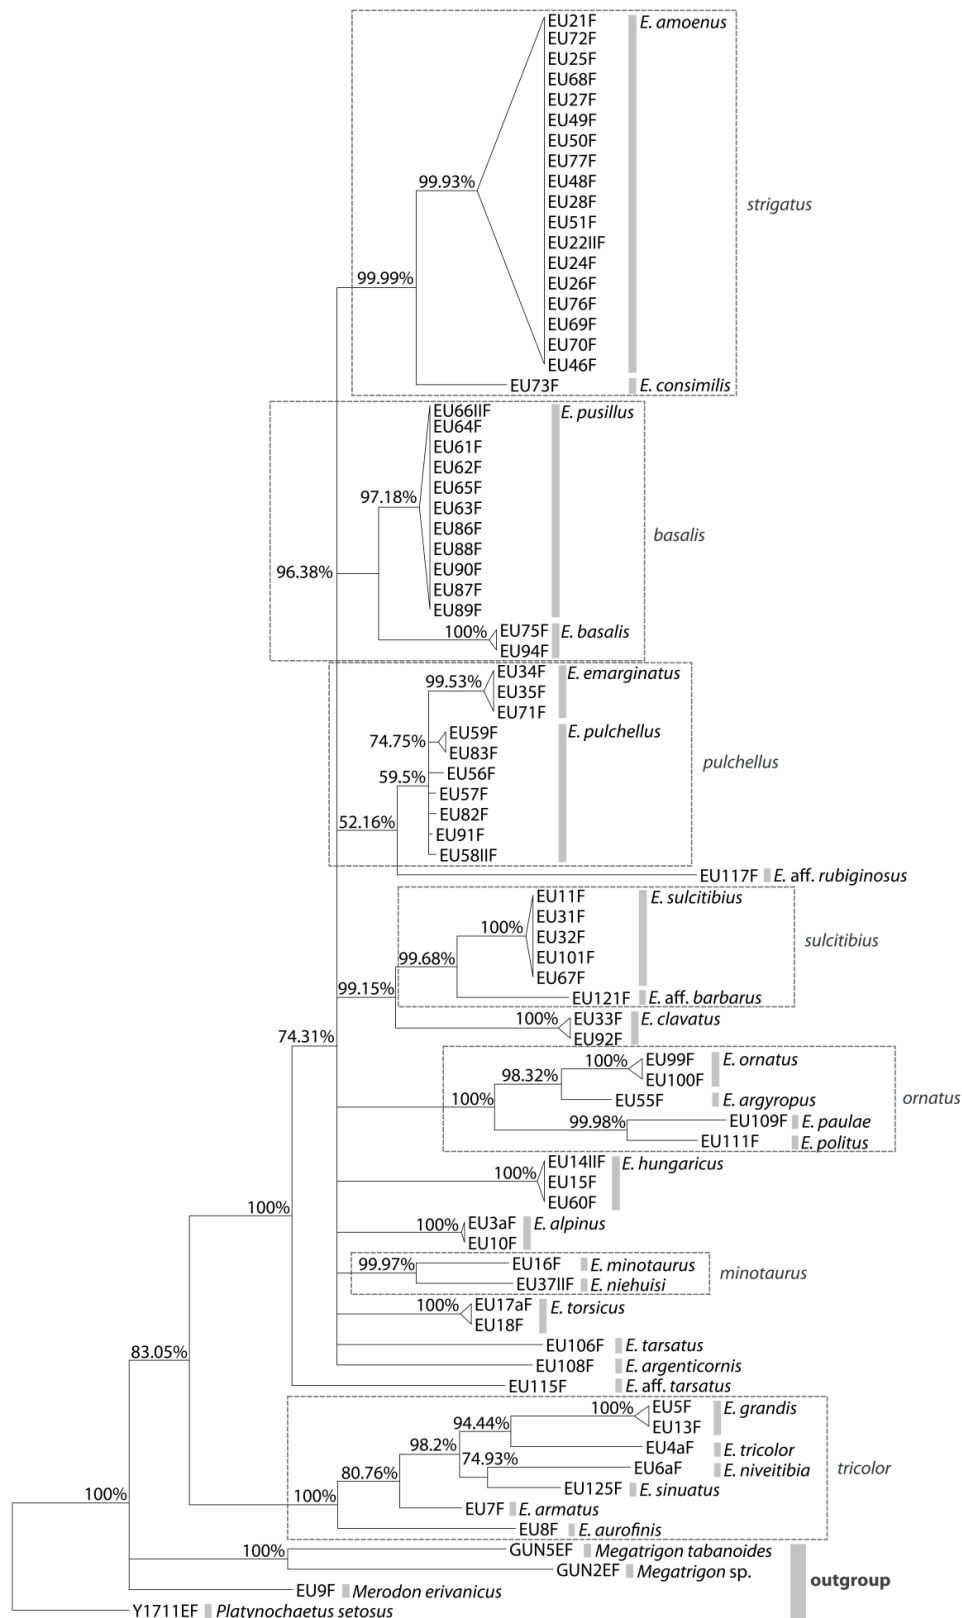 EU21F E. amoenus
EU72F
EU25F
EU68F
EU27F
EU49F
EU50F
EU77F
99.93% EU48F
EU28F strigatus
EU51F
EU22IIF
EU24F
99.99% EU26F
EU76F
EU69F
EU70F
EU46F
EU73F E. consimilis
EU66IIF E. pusillus
EU64F
EU61F
EU62F
EU65F
97.18% EU63F
EU86F basalis
EU88F
96.38% EU90F
EU87F
EU89F
100% EU75F E. basalis
EU94F
EU34F E. emarginatus
99.53% EU35F
EU71F
EU59F E. pulchellus
74.75% EU83F
EU56F pulchellus
59.5%
EU57F
EU82F
52.16%
EU91F
EU58IIF
EU117F E. aff. rubiginosus
EU11F E. sulcitibius
EU31F
100% EU32F sulcitibius
99.68% EU101F
EU67F
99.15% EU121F E. aff. barbarus
100% EU33F E. clavatus
EU92F
74.31%
100% EU99F E. ornatus
98.32% EU100F
100% EU55F E. argyropus ornatus
99.98% EU109F E. paulae
EU111F E. politus
EU14IIF E. hungaricus
100% EU15F
EU60F
100%
100% EU3aF E. alpinus
EU10F
99.97% EU16F E. minotaurus
minotaurus
EU37IIF E. niehuisi
100% EU17aF E. torsicus
EU18F
EU106F E. tarsatus
83.05%
EU108F E. argenticornis
EU115F E. aff. tarsatus
100% EU5F E. grandis
94.44% EU13F
98.2% EU4aF E. tricolor
74.93% EU6aF E. niveitibia tricolor
80.76%
EU125F E. sinuatus
100% 100% EU7F E. armatus
EU8F E. aurofinis
100% GUN5EF Megatrigon tabanoides
GUN2EF Megatrigon sp.
outgroup
EU9F Merodon erivanicus
Y1711EF Platynochaetus setosus